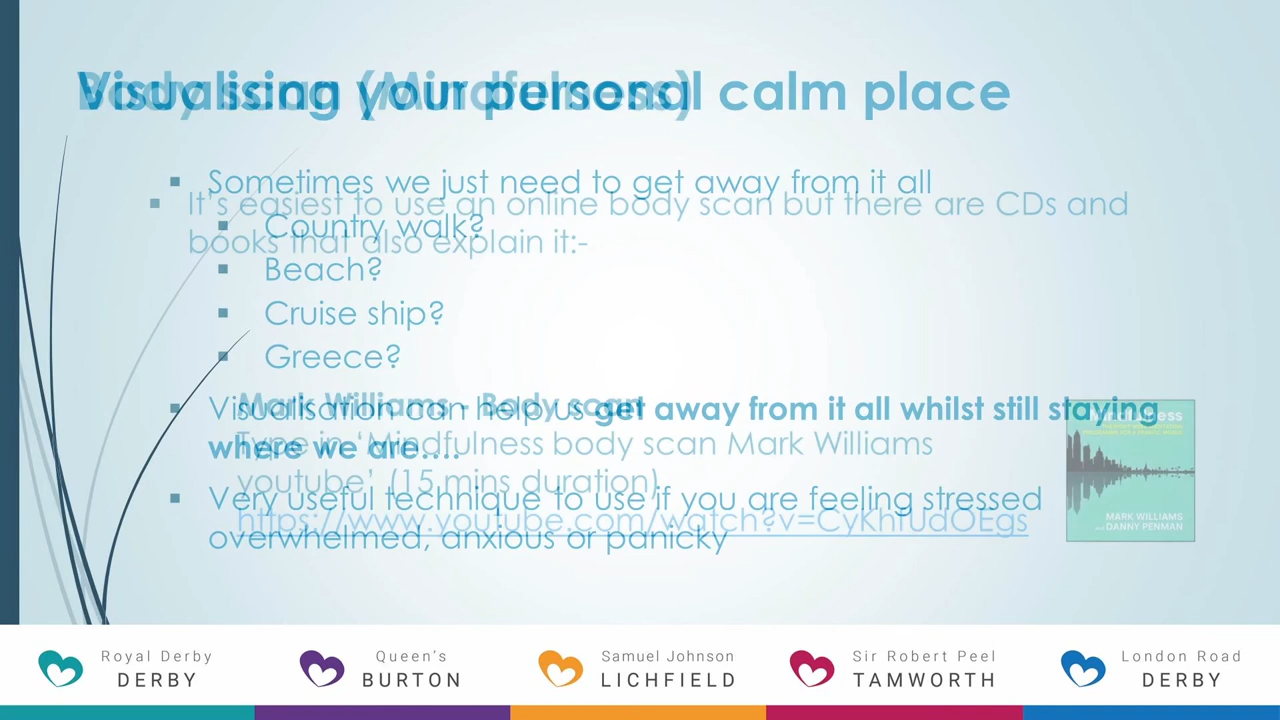 Visualising your personal calm place
Body scan (Mindfulness)
Sometimes we just need to get away from it all
It's easiest to use an online body scan but there are CDs and
books that also explain it:-
Country walk?
Beach?
Cruise ship?
Greece?
Visualisation can help us get away from it all whilst still staying
where we are....
Mark Williams - Body scan
Type in 'Mindfulness body scan Mark Williams
youtube' (15 mins duration)
Very useful technique to use if you are feeling stressed
overwhelmed, anxious or panicky
Mindfulness
MARK WILLIAMS
and DANNY PENMAN
Royal Derby
DERBY
Queen's
BURTON
Samuel Johnson
LICHFIELD
Sir Robert Peel
TAMWORTH
London Road
DERBY